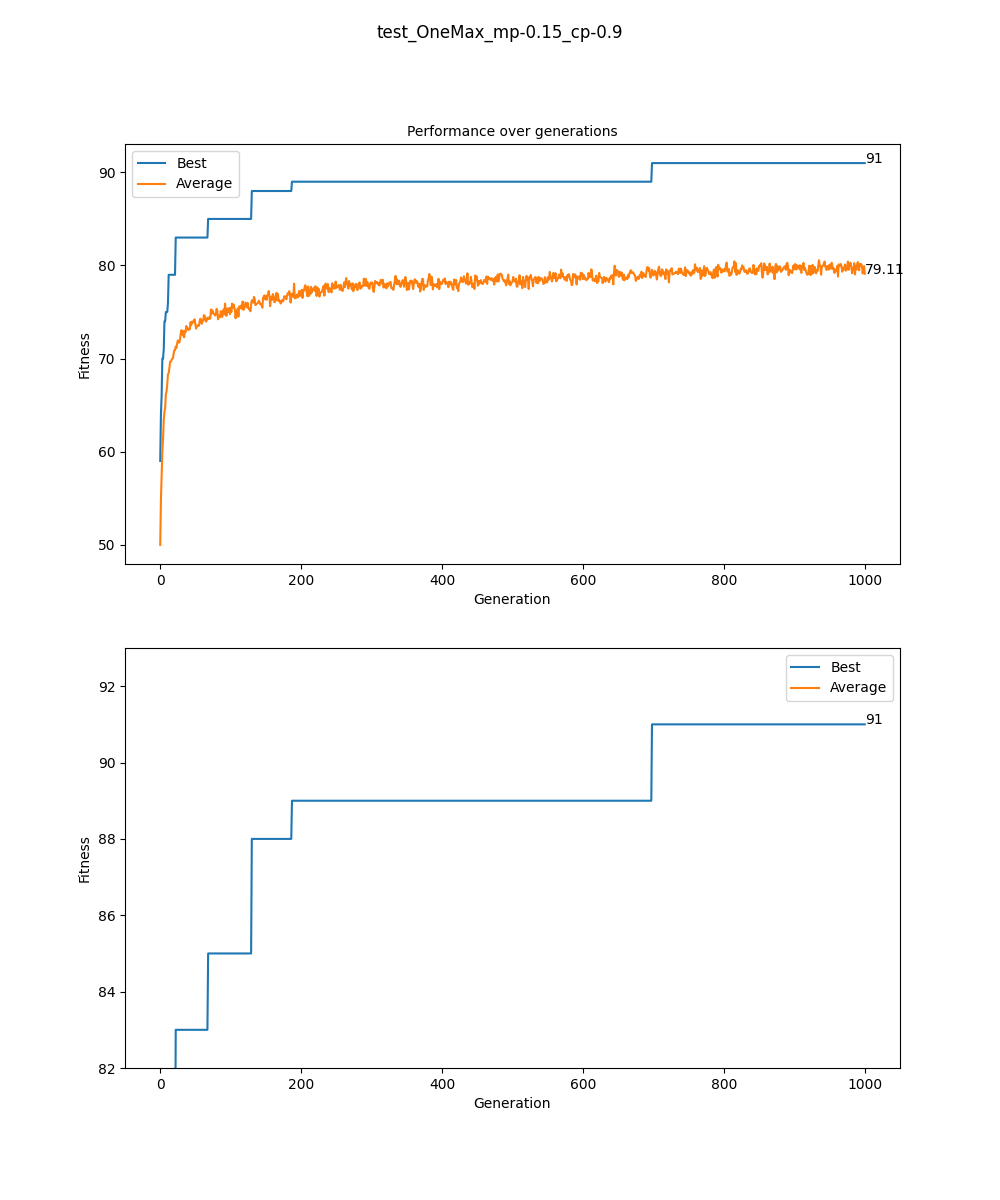 test_OneMax_mp-0.15_cp-0.9
Performance over generations
Best
Average
91
79.11
90
80
70
60
50
Fitness
0 200 400 600 800 1000
Generation
Best
Average
91
92
90
88
86
84
82
Fitness
0 200 400 600 800 1000
Generation